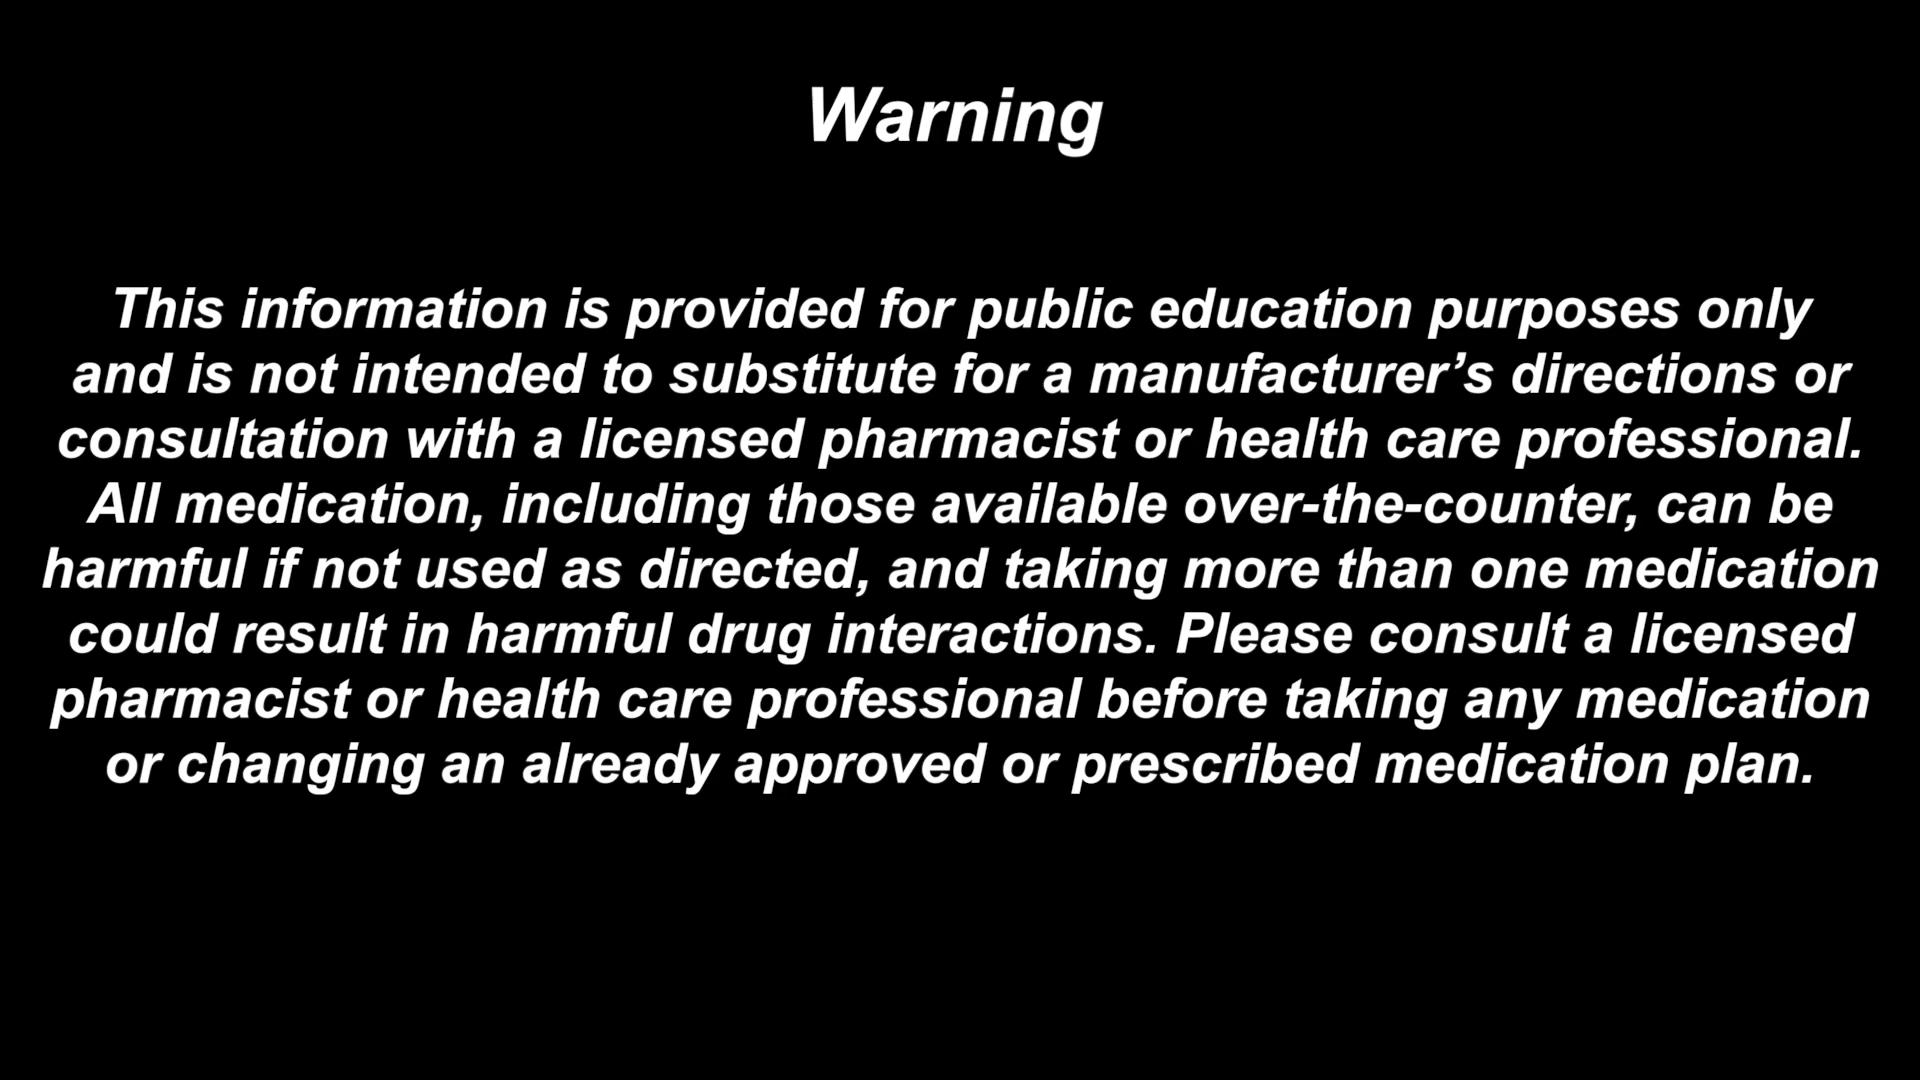 Warning
This information is provided for public education purposes only
and is not intended to substitute for a manufacturer’s directions or
consultation with a licensed pharmacist or health care professional.
All medication, including those available over-the-counter, can be
harmful if not used as directed, and taking more than one medication
could result in harmful drug interactions. Please consult a licensed
pharmacist or health care professional before taking any medication
or changing an already approved or prescribed medication plan.